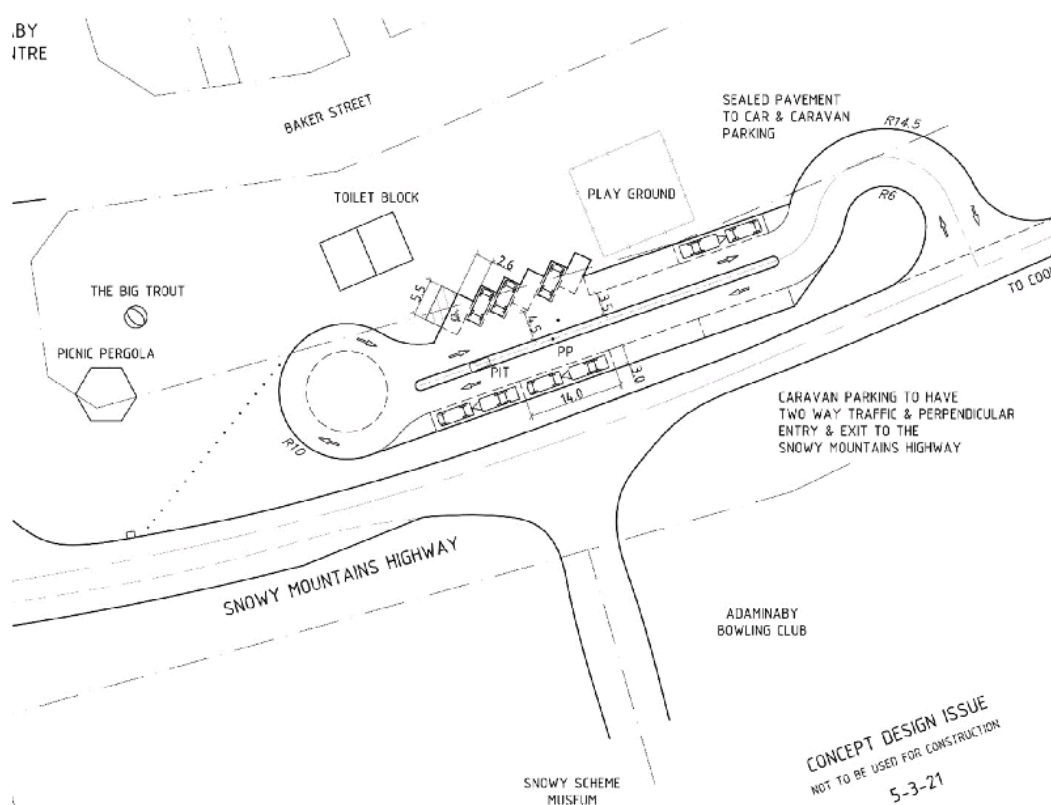 ABY
NTRE
BAKER STREET
SEALED PAVEMENT
TO CAR & CARAVAN
PARKING
R14.5
TOILET BLOCK
PLAY GROUND
R6
2.6
5.5
THE BIG TROUT
TO COO
3.5
4.5
PICNIC PERGOLA
PP
PIT
3.0
14.0
CARAVAN PARKING TO HAVE
TWO WAY TRAFFIC & PERPENDICULAR
ENTRY & EXIT TO THE
SNOWY MOUNTAINS HIGHWAY
R10
SNOWY MOUNTAINS HIGHWAY
ADAMINABY
BOWLING CLUB
CONCEPT DESIGN ISSUE
NOT TO BE USED FOR CONSTRUCTION
5-3-21
SNOWY SCHEME
MUSEUM